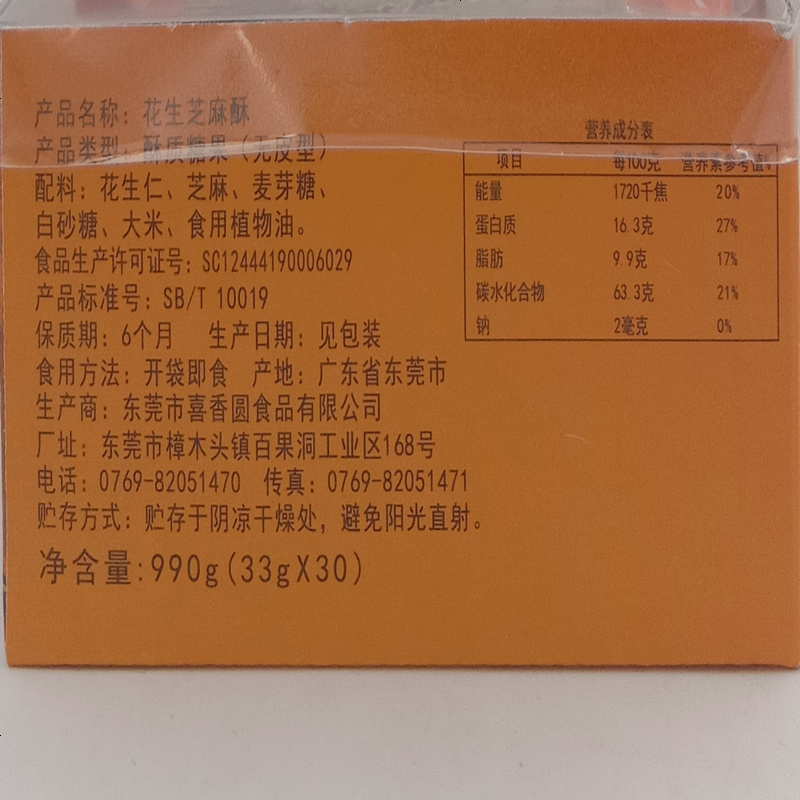 产品名称：花生芝麻酥
产品类型：酥质糖果（无皮型）
配料：花生仁、芝麻、麦芽糖、
白砂糖、大米、食用植物油。
食品生产许可证号：SC12444190006029
产品标准号：SB/T 10019
保质期：6个月 生产日期：见包装
食用方法：开袋即食 产地：广东省东莞市
生产商：东莞市喜香圆食品有限公司
厂址：东莞市樟木头镇百果洞工业区168号
电话：0769-82051470 传真：0769-82051471
贮存方式：贮存于阴凉干燥处，避免阳光直射。
净含量:990g(33gX30)
营养成分表
项目 每100克 营养素参考值%
能量 1720千焦 20%
蛋白质 16.3克 27%
脂肪 9.9克 17%
碳水化合物 63.3克 21%
钠 2毫克 0%